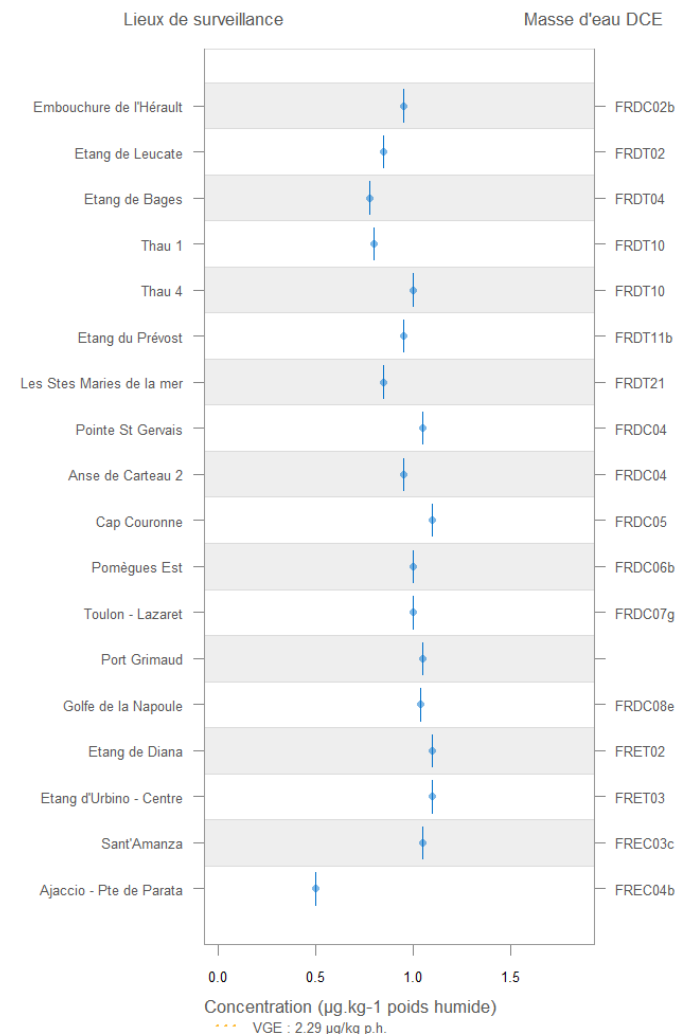 Lieux de surveillance Masse d'eau DCE
Embouchure de l'Hérault FRDC02b
Etang de Leucate FRDT02
Etang de Bages FRDT04
Thau 1 FRDT10
Thau 4 FRDT10
Etang du Prévost FRDT11b
Les Stes Maries de la mer FRDT21
Pointe St Gervais FRDC04
Anse de Carteau 2 FRDC04
Cap Couronne FRDC05
Pomègues Est FRDC06b
Toulon - Lazaret FRDC07g
Port Grimaud
Golfe de la Napoule FRDC08e
Etang de Diana FRET02
Etang d'Urbino - Centre FRET03
Sant'Amanza FREC03c
Ajaccio - Pte de Parata FREC04b
0.0 0.5 1.0 1.5
Concentration (µg.kg-1 poids humide)
VGE : 2.29 µg/kg p.h.